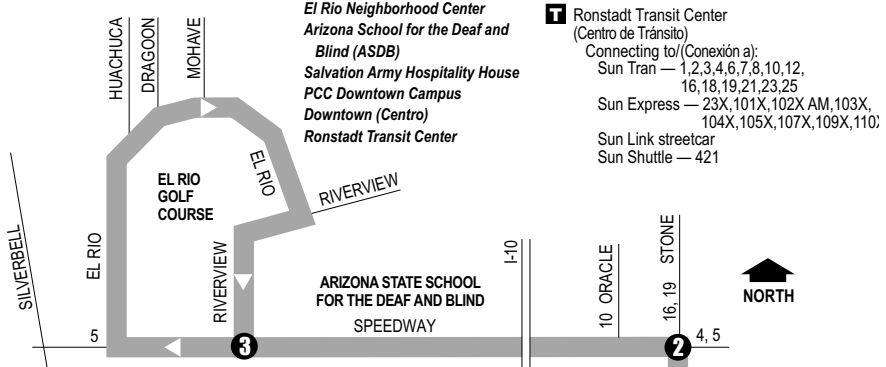 El Rio Neighborhood Center
Arizona School for the Deaf and
Blind (ASDB)
Salvation Army Hospitality House
PCC Downtown Campus
Downtown (Centro)
Ronstadt Transit Center
T Ronstadt Transit Center
(Centro de Tránsito)
Connecting to/(Conexión a):
Sun Tran — 1,2,3,4,6,7,8,10,12,
16,18,19,21,23,25
Sun Express — 23X,101X,102X AM,103X,
104X,105X,107X,109X,110X
Sun Link streetcar
Sun Shuttle — 421
HUACHUCA
DRAGOON
MOHAVE
EL RIO
GOLF
COURSE
EL RIO
RIVERVIEW
SILVERBELL
EL RIO
RIVERVIEW
ARIZONA STATE SCHOOL
FOR THE DEAF AND BLIND
SPEEDWAY
I-10
10 ORACLE
16, 19 STONE
NORTH
5
3
2
4, 5